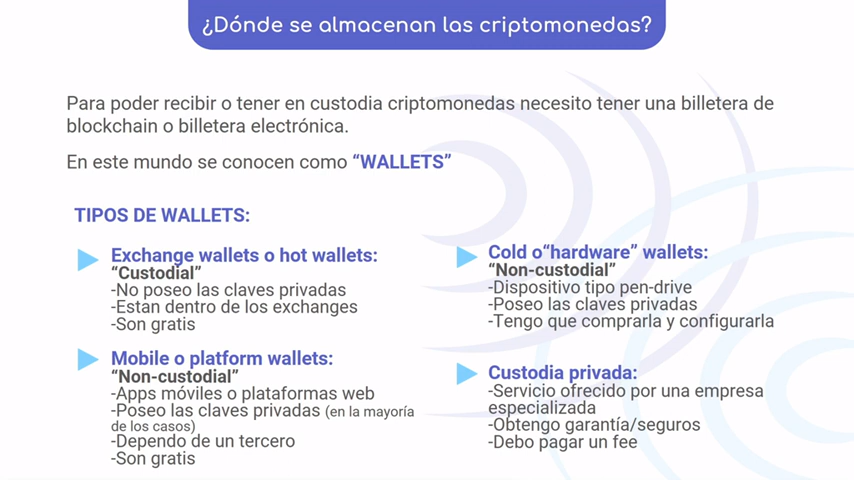 ¿Dónde se almacenan las criptomonedas?
Para poder recibir o tener en custodia criptomonedas necesito tener una billetera de
blockchain o billetera electrónica.
En este mundo se conocen como “WALLETS”
TIPOS DE WALLETS:
Exchange wallets o hot wallets:
“Custodial”
-No poseo las claves privadas
-Estan dentro de los exchanges
-Son gratis
Mobile o platform wallets:
“Non-custodial”
-Apps móviles o plataformas web
-Poseo las claves privadas (en la mayoría
de los casos)
-Dependo de un tercero
-Son gratis
Cold o“hardware” wallets:
“Non-custodial”
-Dispositivo tipo pen-drive
-Poseo las claves privadas
-Tengo que comprarla y configurarla
Custodia privada:
-Servicio ofrecido por una empresa
especializada
-Obtengo garantía/seguros
-Debo pagar un fee